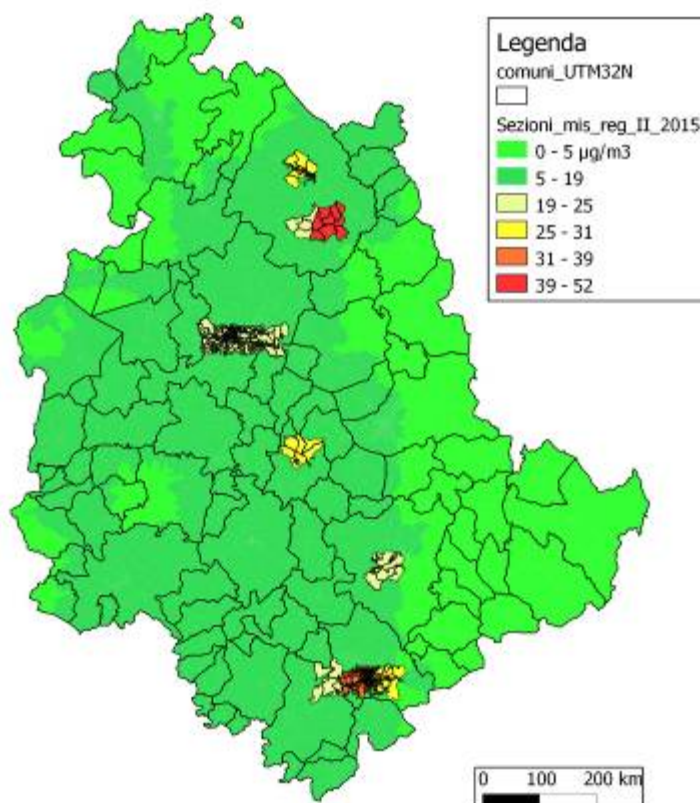 Legenda
comuni_UTM32N
Sezioni_mis_reg_II_2015
0 - 5 µg/m3
5 - 19
19 - 25
25 - 31
31 - 39
39 - 52
0 100 200 km